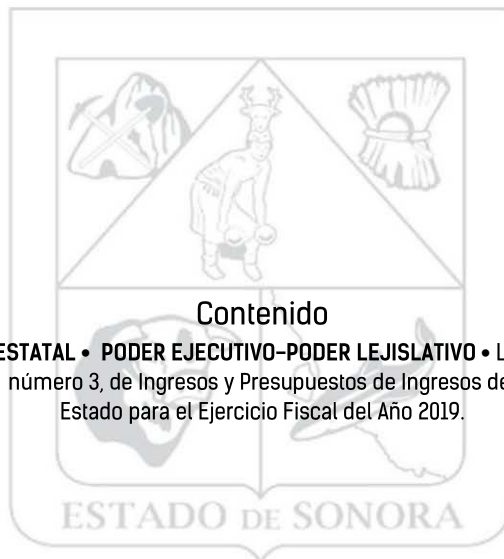 Contenido
ESTATAL • PODER EJECUTIVO-PODER LEJISLATIVO •
número 3, de Ingresos y Presupuestos de Ingresos
Estado para el Ejercicio Fiscal del Año 2019.
ESTADO DE SONORA